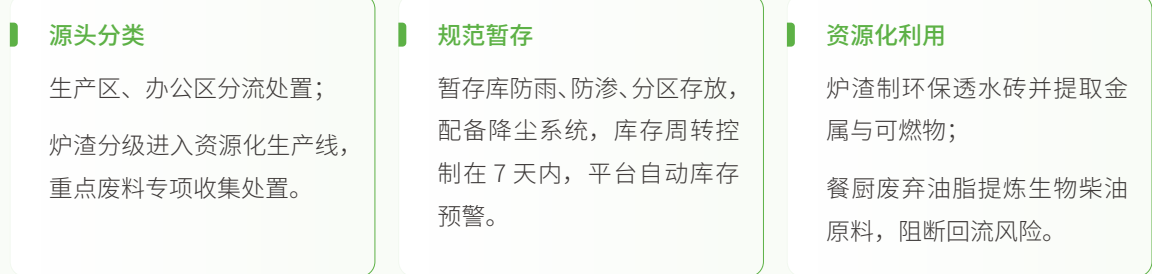 源头分类
生产区、办公区分流处置；
炉渣分级进入资源化生产线，
重点废料专项收集处置。
规范暂存
暂存库防雨、防渗、分区存放，
配备降尘系统，库存周转控
制在 7 天内，平台自动库存
预警。
资源化利用
炉渣制环保透水砖并提取金
属与可燃物；
餐厨废弃油脂提炼生物柴油
原料，阻断回流风险。